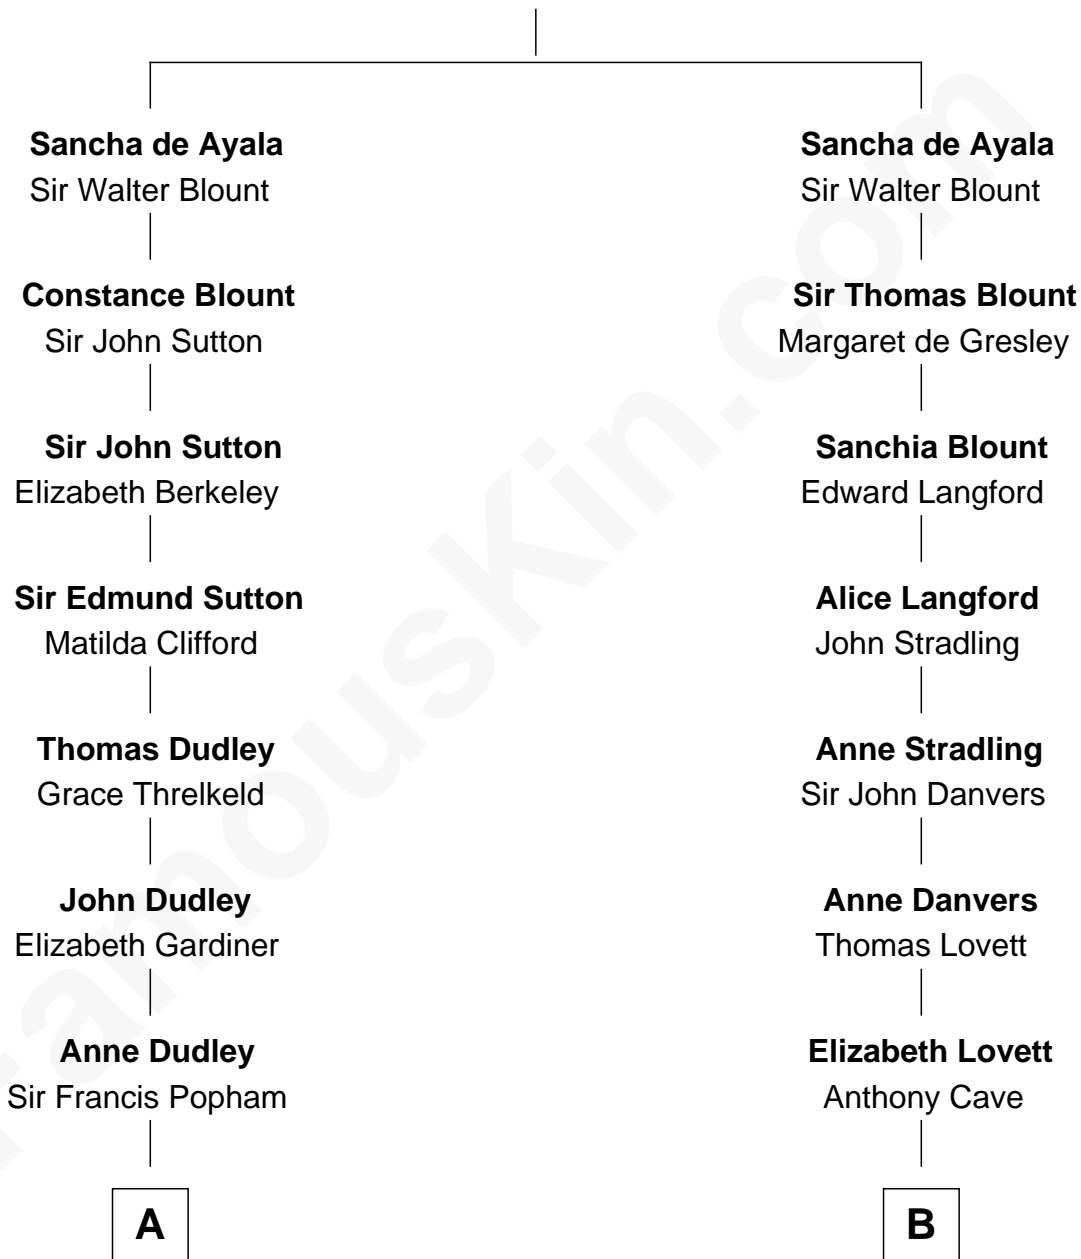 Sancha de Ayala
Sir Walter Blount
Constance Blount
Sir John Sutton
Sir John Sutton
Elizabeth Berkeley
Sir Edmund Sutton
Matilda Clifford
Thomas Dudley
Grace Threlkeld
John Dudley
Elizabeth Gardiner
Anne Dudley
Sir Francis Popham
A
Sancha de Ayala
Sir Walter Blount
Sir Thomas Blount
Margaret de Gresley
Sanchia Blount
Edward Langford
Alice Langford
John Stradling
Anne Stradling
Sir John Danvers
Anne Danvers
Thomas Lovett
Elizabeth Lovett
Anthony Cave
B
FamousKin.com